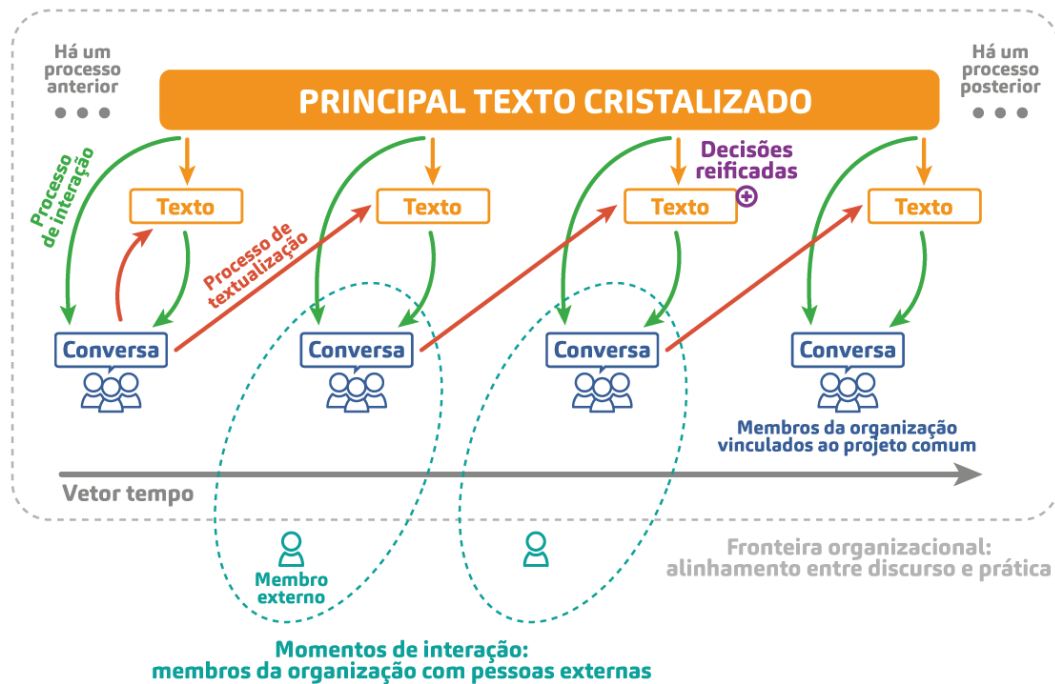 Há um
processo
anterior
Há um
processo
posterior
PRINCIPAL TEXTO CRISTALIZADO
Processo
de interação
Decisões
reificadas
Texto
Texto
Texto
Texto
Processo de
textualização
Conversa
Conversa
Conversa
Conversa
Membros da organização
vinculados ao projeto comum
Vetor tempo
Fronteira organizacional:
alinhamento entre discurso e prática
Membro
externo
Momentos de interação:
membros da organização com pessoas externas